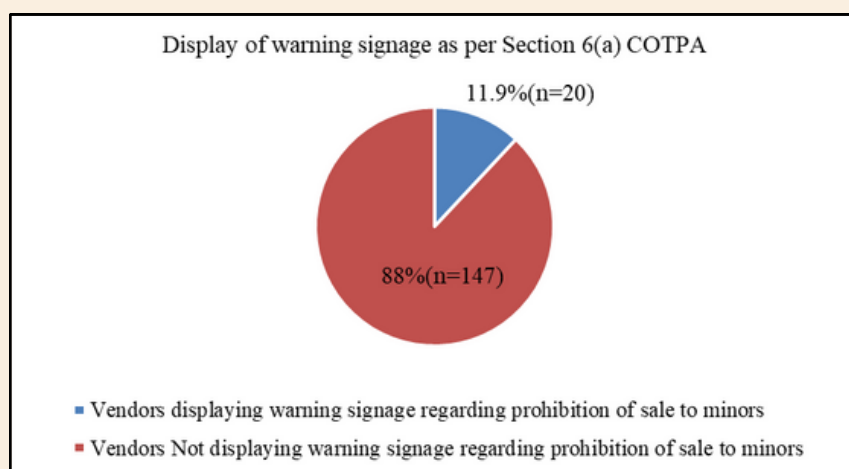 Display of warning signage as per Section 6(a) COTPA
11.9%(n=20)
88%(n=147)
Vendors displaying warning signage regarding prohibition of sale to minors
Vendors Not displaying warning signage regarding prohibition of sale to minors